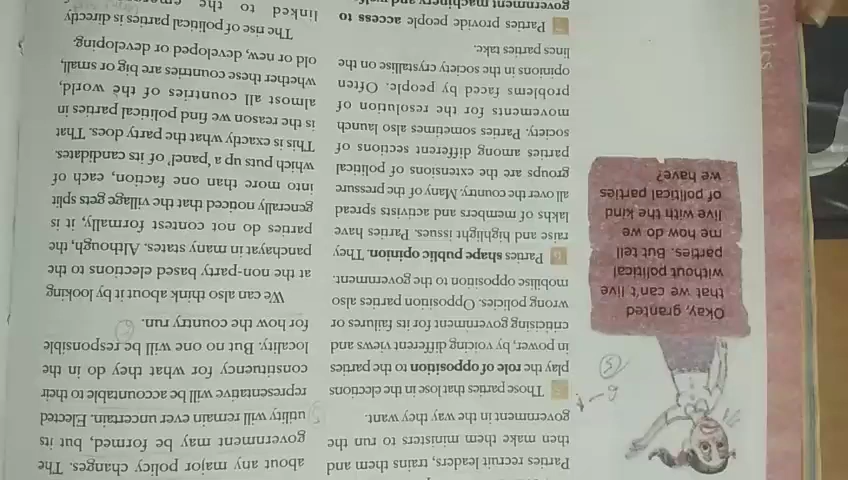 olitics
Okay, granted
that we can't live
without political
parties. But tell
me how do we
live with the kind
of political parties
we have?
Parties recruit leaders, trains them and
then make them ministers to run the
government in the way they want.
5 Those parties that lose in the elections
play the role of opposition to the parties
in power, by voicing different views and
criticising government for its failures or
wrong policies. Opposition parties also
mobilise opposition to the government.
6 Parties shape public opinion. They
raise and highlight issues. Parties have
lakhs of members and activists spread
all over the country. Many of the pressure
groups are the extensions of political
parties among different sections of
society. Parties sometimes also launch
movements for the resolution of
problems faced by people. Often
opinions in the society crystallise on the
lines parties take.
7 Parties provide people access to
government machinery and
about any major policy changes. The
government may be formed, but its
utility will remain ever uncertain. Elected
representative will be accountable to their
constituency for what they do in the
locality. But no one will be responsible
for how the country run.
We can also think about it by looking
at the non-party based elections to the
panchayat in many states. Although, the
parties do not contest formally, it is
generally noticed that the village gets split
into more than one faction, each of
which puts up a 'panel' of its candidates.
This is exactly what the party does. That
is the reason we find political parties in
almost all countries of the world,
whether these countries are big or small,
old or new, developed or developing.
The rise of political parties is directly
linked to the